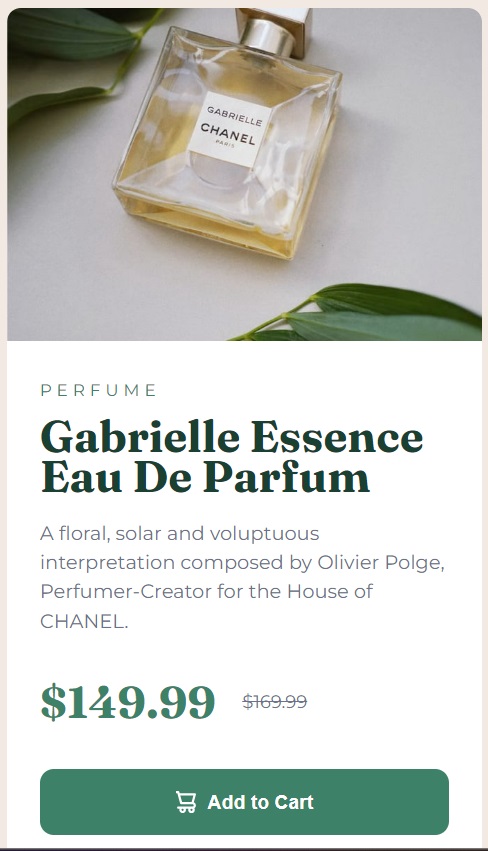 GABRIELLE
CHANEL
PARIS
PERFUME
Gabrielle Essence
Eau De Parfum
A floral, solar and voluptuous
interpretation composed by Olivier Polge,
Perfumer-Creator for the House of
CHANEL.
$149.99 $169.99
Add to Cart